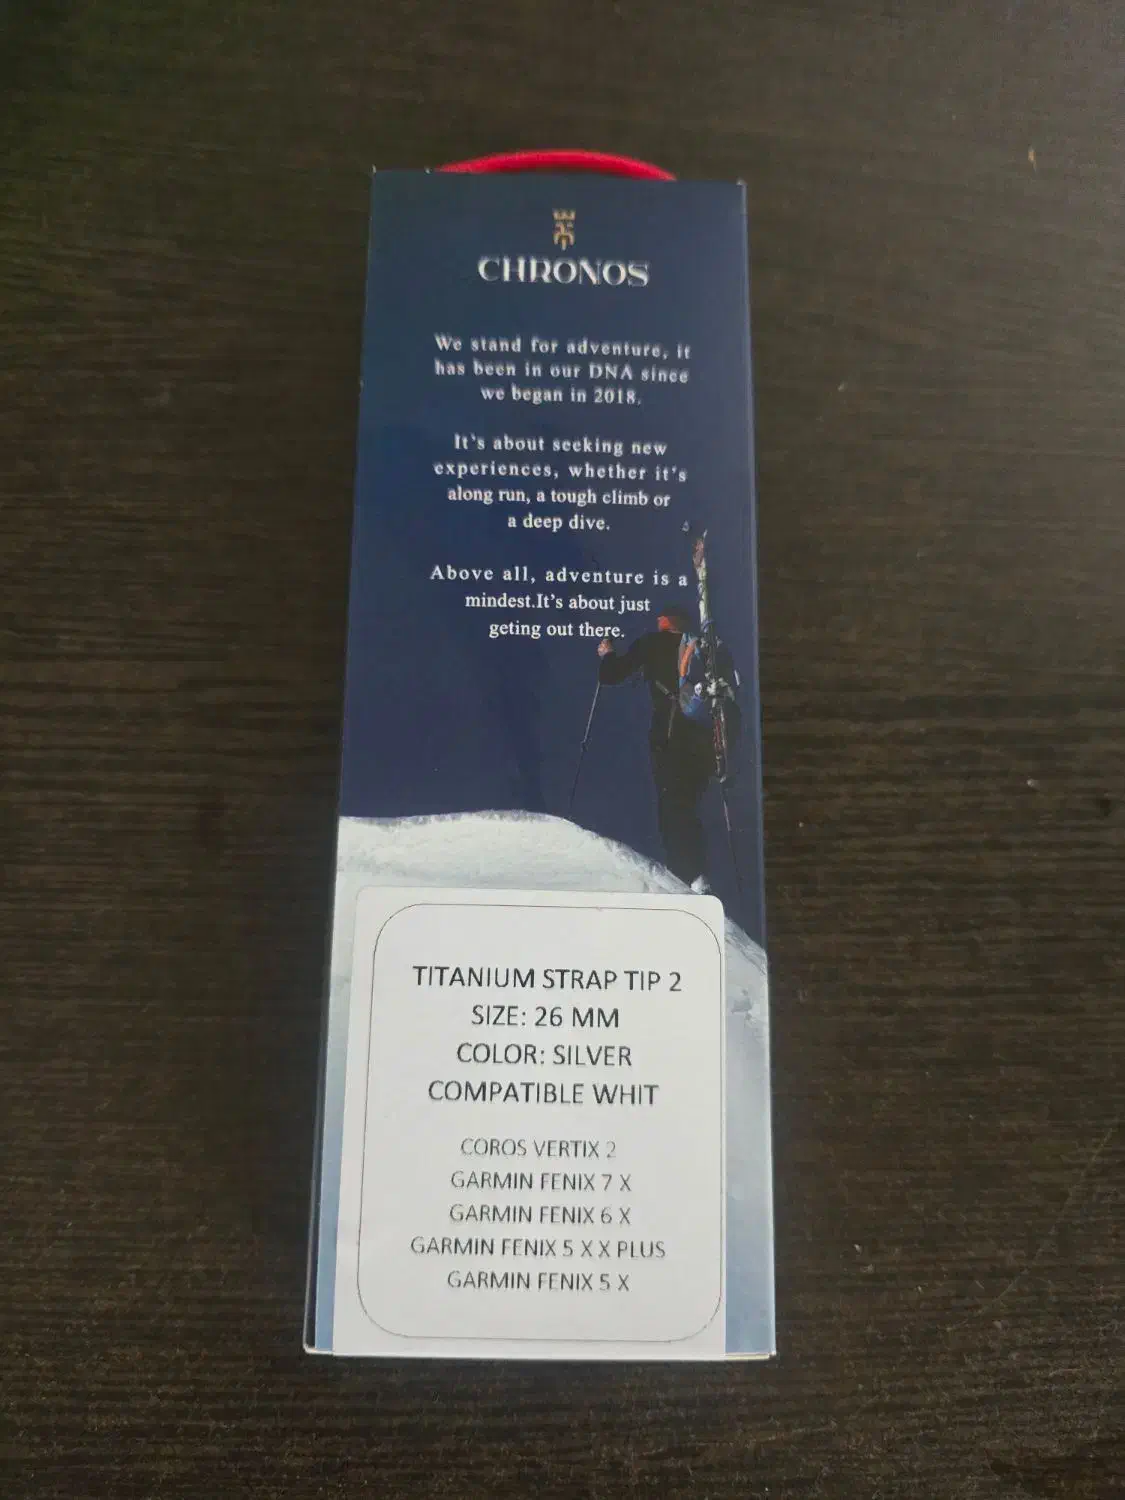 CHRONOS
We stand for adventure, it
has been in our DNA since
we began in 2018.
It's about seeking new
experiences, whether it's
along run, a tough climb or
a deep dive.
Above all, adventure is a
mindest.It's about just
geting out there.
TITANIUM STRAP TIP 2
SIZE: 26 MM
COLOR: SILVER
COMPATIBLE WHIT
COROS VERTIX 2
GARMIN FENIX 7 X
GARMIN FENIX 6 X
GARMIN FENIX 5 X X PLUS
GARMIN FENIX 5 X